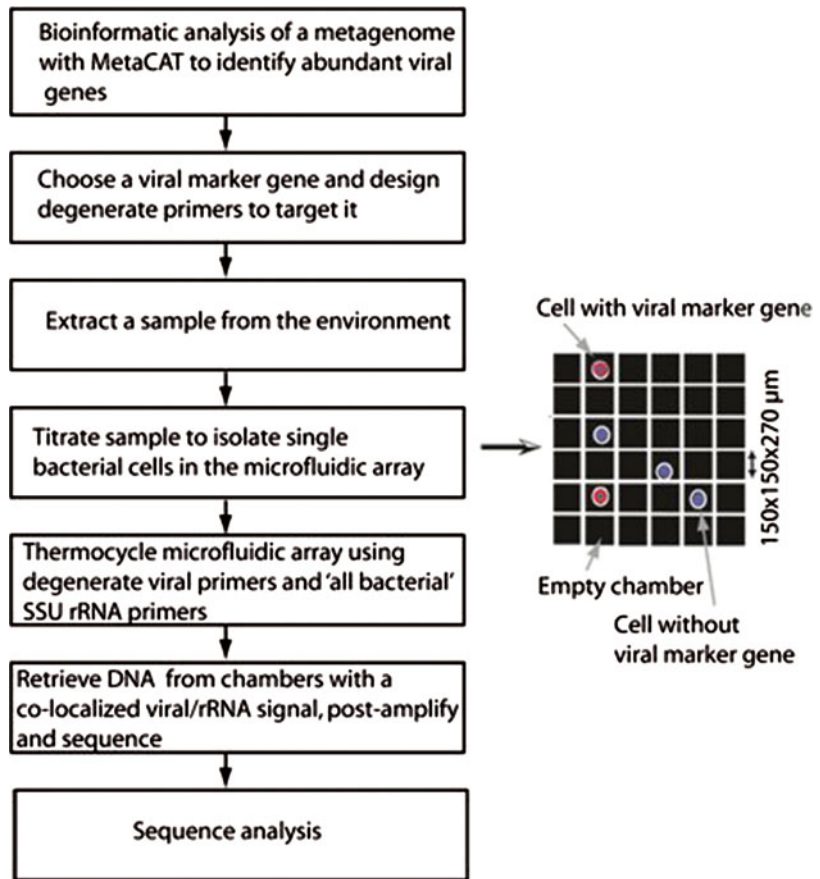 Bioinformatic analysis of a metagenome
with MetaCAT to identify abundant viral
genes
Choose a viral marker gene and design
degenerate primers to target it
Extract a sample from the environment
Titrate sample to isolate single
bacterial cells in the microfluidic array
Thermocycle microfluidic array using
degenerate viral primers and ‘all bacterial’
SSU rRNA primers
Retrieve DNA from chambers with a
co-localized viral/rRNA signal, post-amplify
and sequence
Sequence analysis
Cell with viral marker gene
150x150x270 µm
Empty chamber
Cell without
viral marker gene